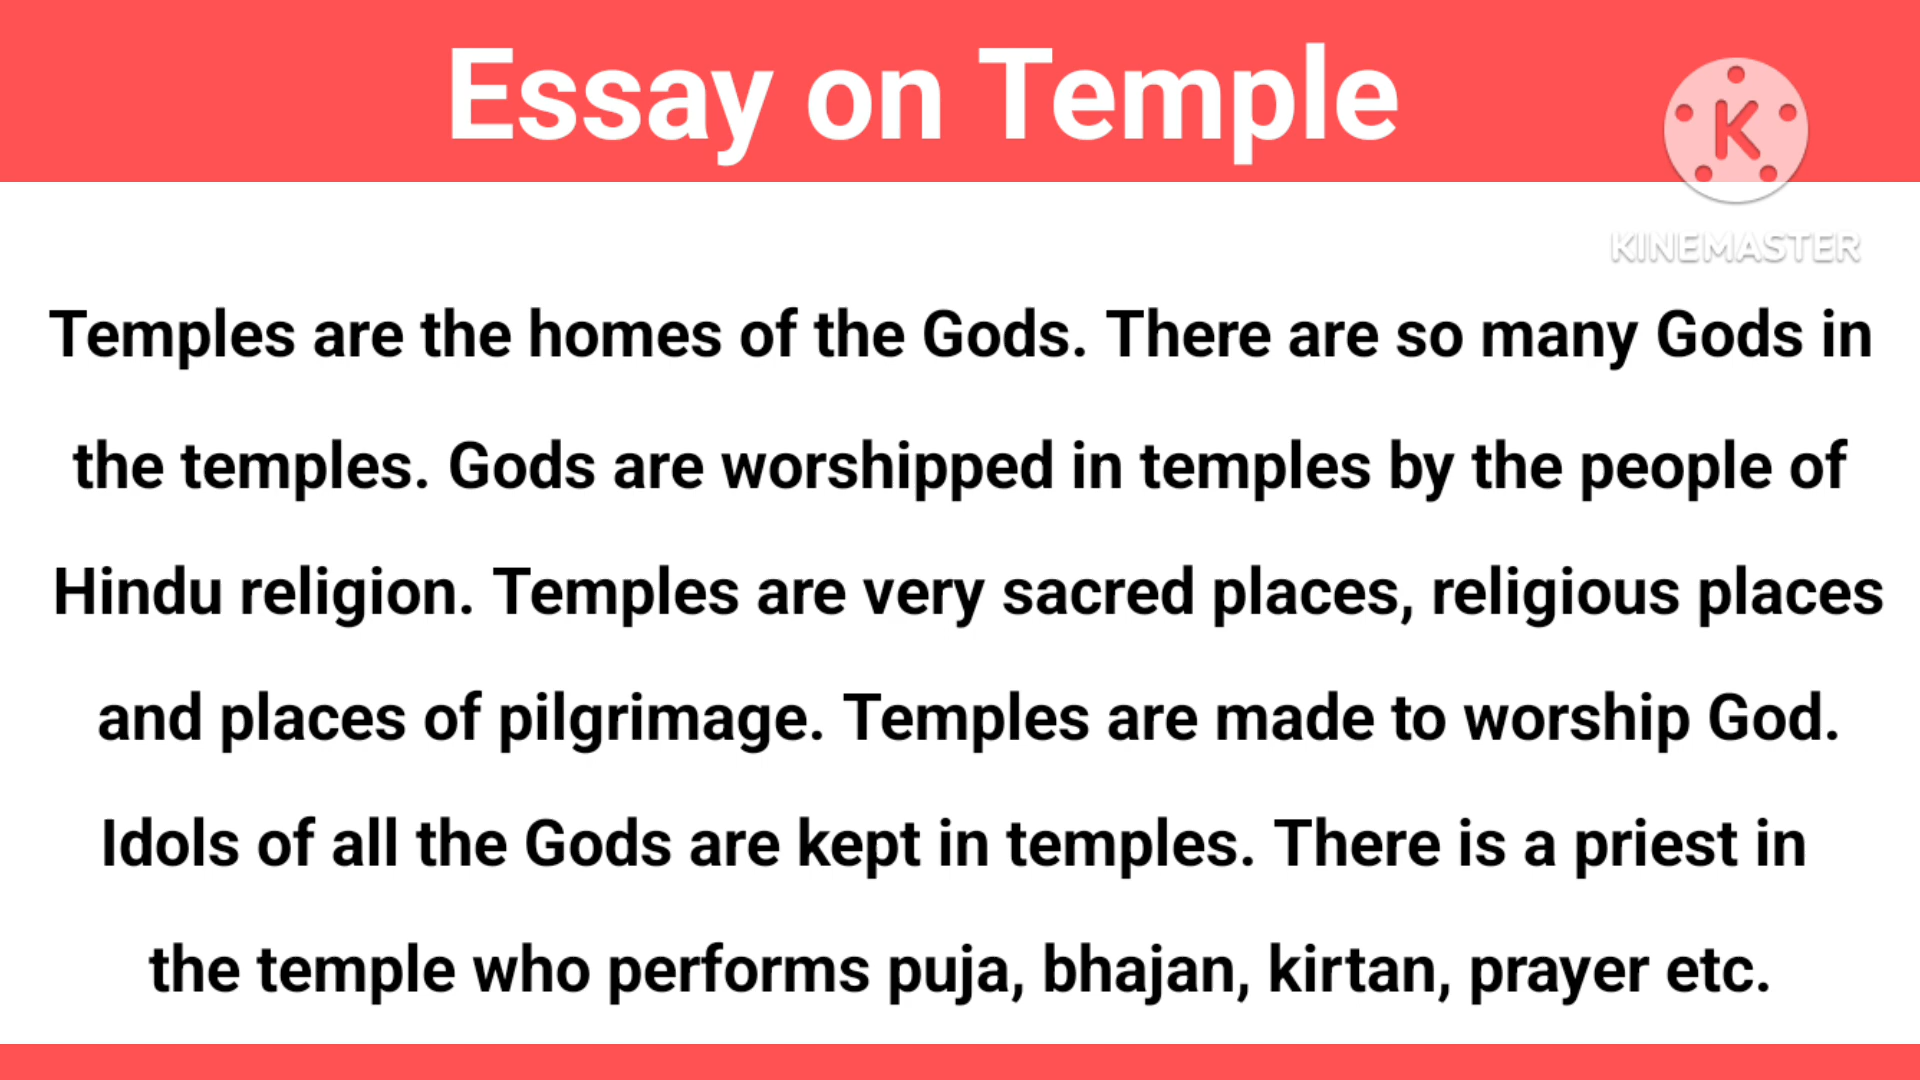 Essay on Temple
K
KINEMASTER
Temples are the homes of the Gods. There are so many Gods in
the temples. Gods are worshipped in temples by the people of
Hindu religion. Temples are very sacred places, religious places
and places of pilgrimage. Temples are made to worship God.
Idols of all the Gods are kept in temples. There is a priest in
the temple who performs puja, bhajan, kirtan, prayer etc.